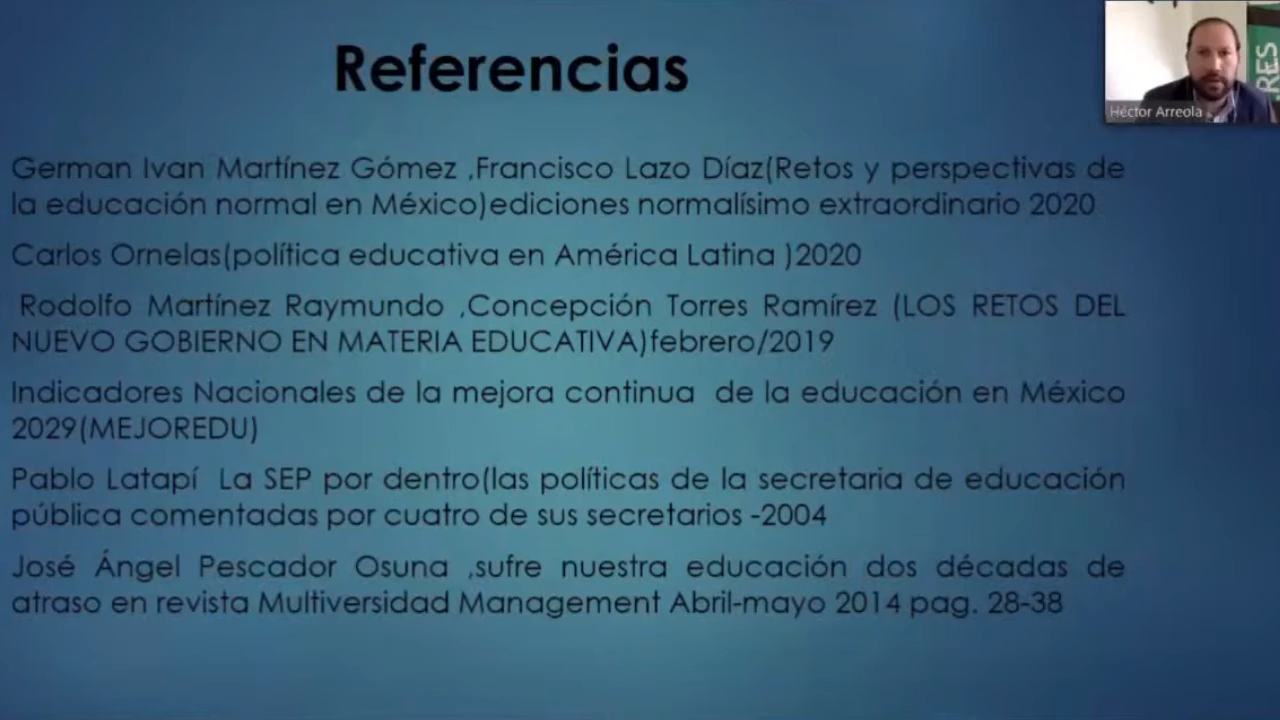 Referencias
RES
Héctor Arreola
German Ivan Martínez Gómez ,Francisco Lazo Díaz(Retos y perspectivas de
la educación normal en México)ediciones normalísimo extraordinario 2020
Carlos Ornelas(política educativa en América Latina )2020
Rodolfo Martínez Raymundo ,Concepción Torres Ramírez (LOS RETOS DEL
NUEVO GOBIERNO EN MATERIA EDUCATIVA)febrero/2019
Indicadores Nacionales de la mejora continua de la educación en México
2029(MEJOREDU)
Pablo Latapí La SEP por dentro(las políticas de la secretaria de educación
pública comentadas por cuatro de sus secretarios -2004
José Ángel Pescador Osuna ,sufre nuestra educación dos décadas de
atraso en revista Multiversidad Management Abril-mayo 2014 pag. 28-38